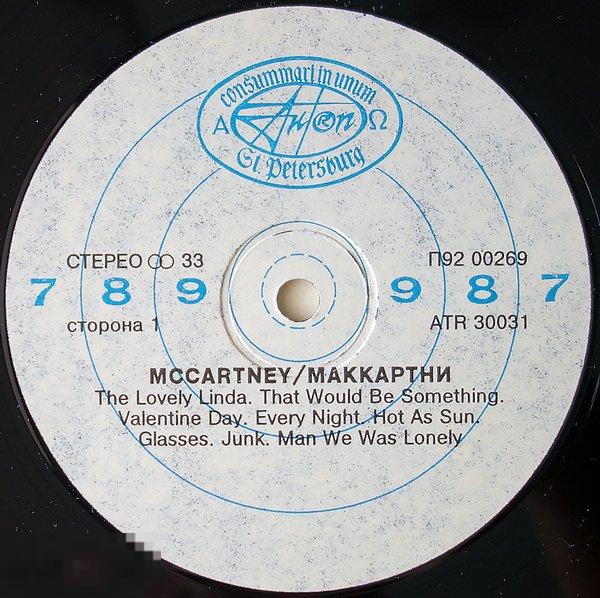 consummari in unum
Α Anton Ω
St. Petersburg
СТЕРЕО 33 П92 00269
7 8 9 9 8 7
сторона 1 ATR 30031
MCCARTNEY/МАККАРТНИ
The Lovely Linda. That Would Be Something.
Valentine Day. Every Night. Hot As Sun.
Glasses. Junk. Man We Was Lonely